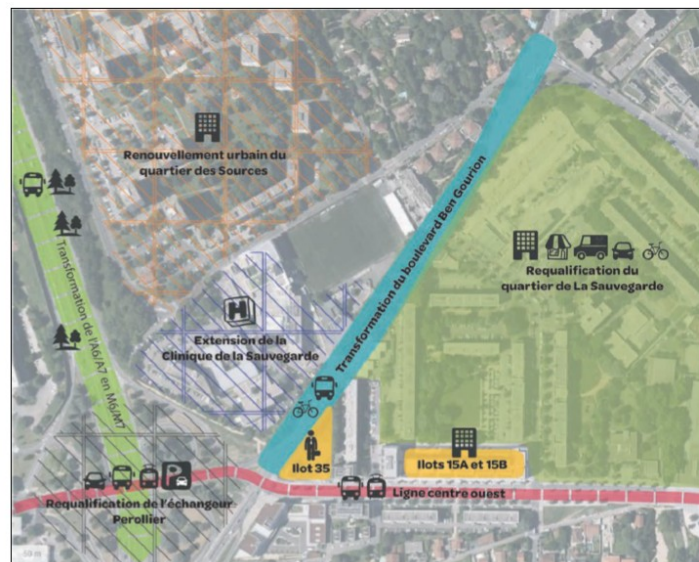 Renouvellement urbain du
quartier des Sources
Transformation de l'A6/A7 en M6/M7
Transformation du boulevard Ben Gourion
H
Extension de la
Clinique de la Sauvegarde
Requalification du
quartier de La Sauvegarde
Ilot 35
Ilots 15A et 15B
Ligne centre ouest
P
Requalification de l'échangeur
Perollier